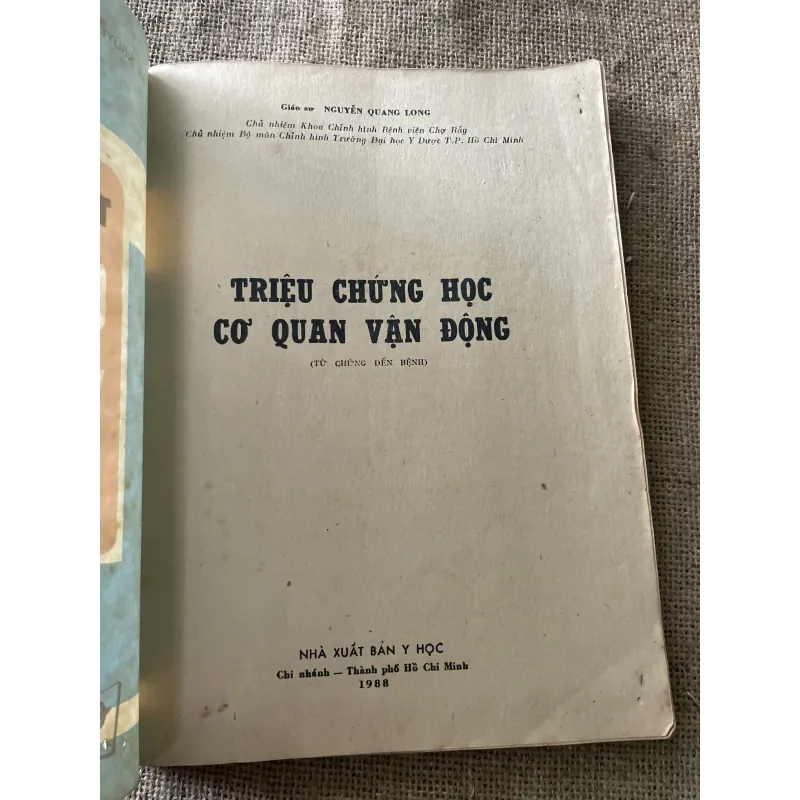 Giáo sư NGUYỄN QUANG LONG
Chủ nhiệm Khoa Chỉnh hình Bệnh viện Chợ Rẫy
Chủ nhiệm Bộ môn Chỉnh hình Trường Đại học Y Dược T.P. Hồ Chí Minh
TRIỆU CHỨNG HỌC
CƠ QUAN VẬN ĐỘNG
(TỪ CHỨNG ĐẾN BỆNH)
NHÀ XUẤT BẢN Y HỌC
Chi nhánh — Thành phố Hồ Chí Minh
1988